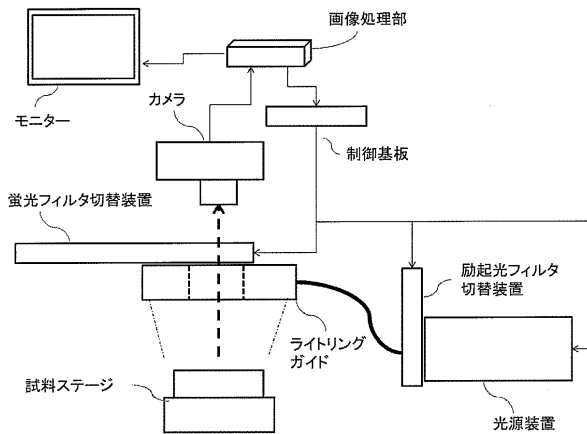 画像処理部
モニター
カメラ
制御基板
蛍光フィルタ切替装置
励起光フィルタ
切替装置
ライトリング
ガイド
試料ステージ
光源装置